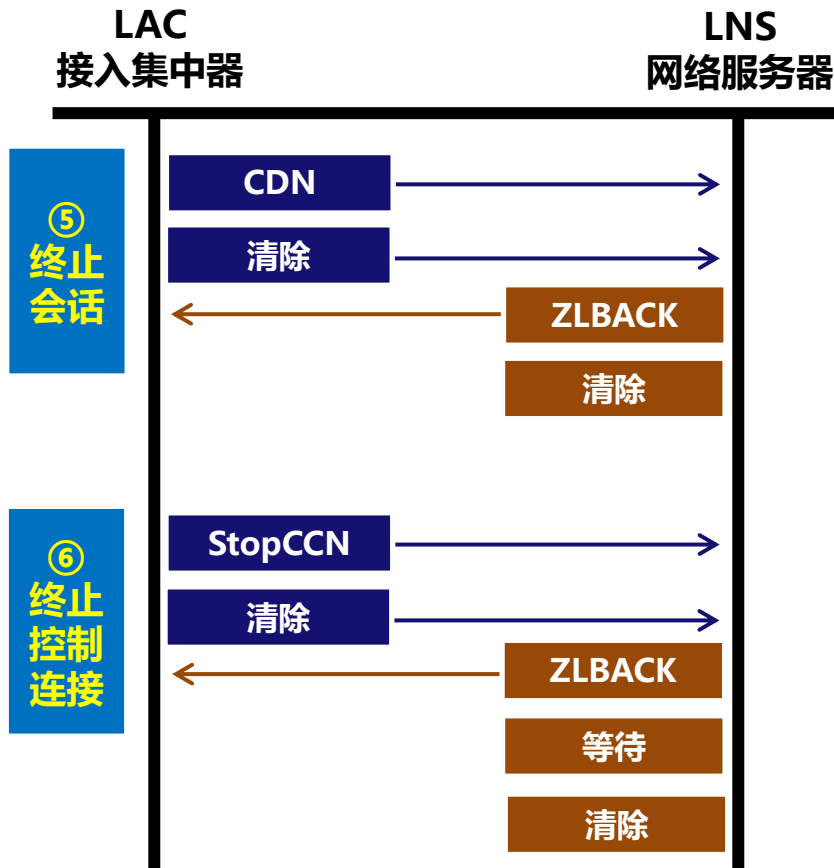 LAC
接入集中器
LNS
网络服务器
⑤
终止
会话
CDN
清除
ZLBACK
清除
⑥
终止
控制
连接
StopCCN
清除
ZLBACK
等待
清除